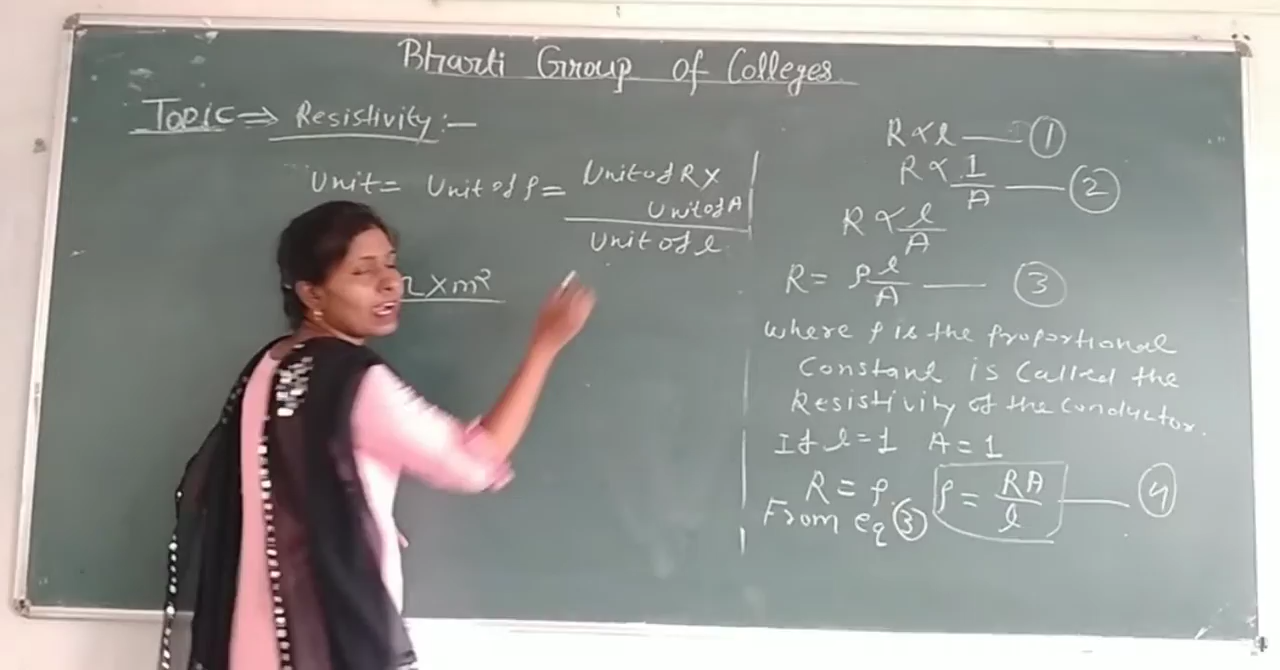 Bharti Group of Colleges
TOPIC ⇒ Resistivity :-
Unit = Unit of ρ = Unit of R ×
Unit of A
Unit of l
Ω × m²
R ∝ l —— ①
R ∝ 1/A —— ②
R ∝ l/A
R = ρ l/A —— ③
where ρ is the proportional
Constant is called the
Resistivity of the conductor.
If l = 1 A = 1
R = ρ.
From eq ③ ρ = RA/l —— ④